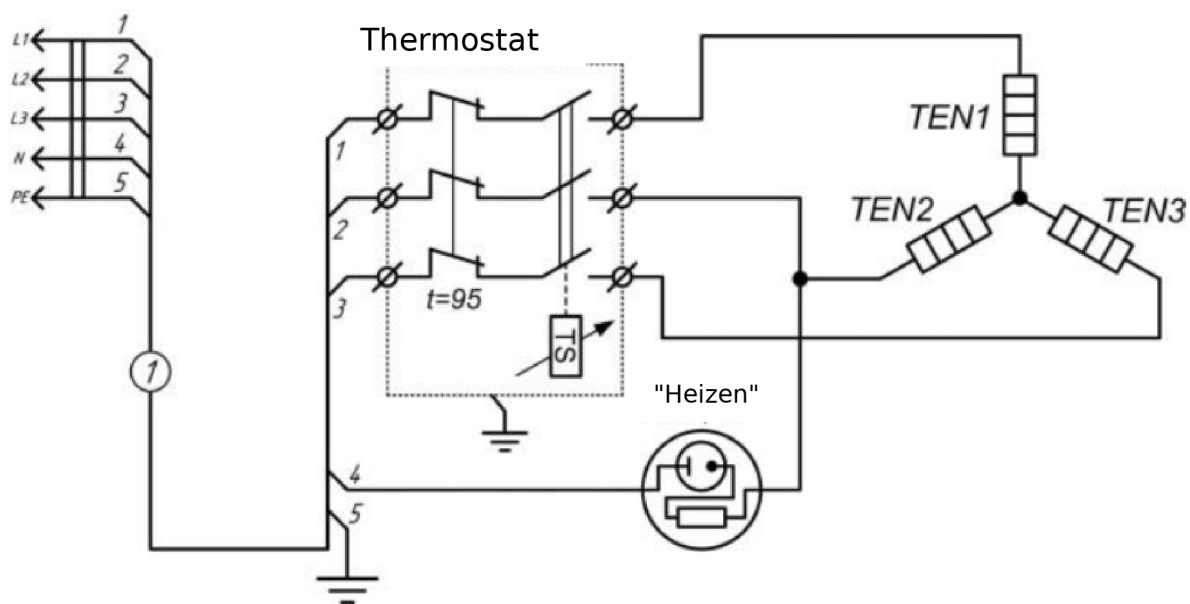 L1 1
L2 2
L3 3
N 4
PE 5
Thermostat
1
2
3
t=95
TS
TEN1
TEN2
TEN3
1
"Heizen"
4
5